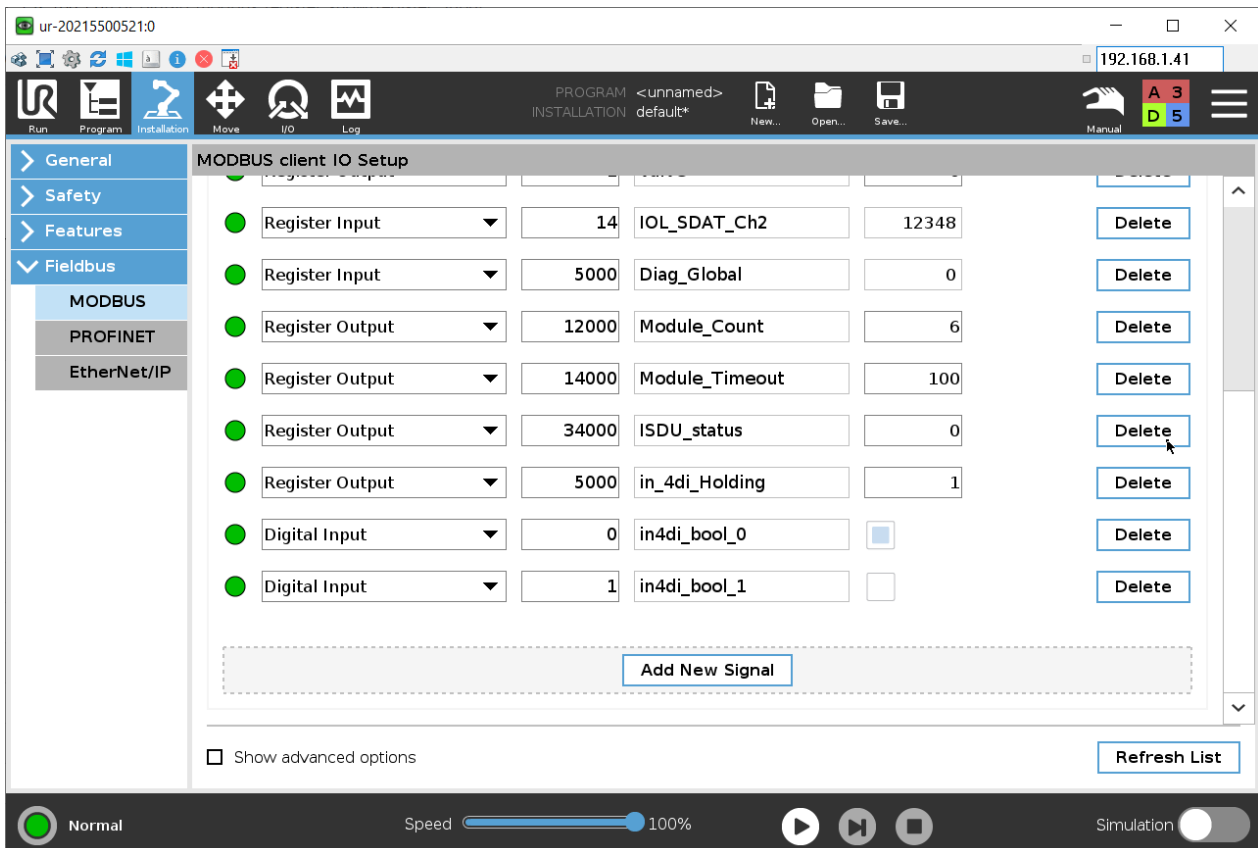 ur-20215500521:0
192.168.1.41
Run
Program
Installation
Move
I/O
Log
PROGRAM <unnamed>
INSTALLATION default*
New...
Open...
Save...
Manual
A 3
D 5
General
Safety
Features
Fieldbus
MODBUS
PROFINET
EtherNet/IP
MODBUS client IO Setup
Register Input 14 IOL_SDAT_Ch2 12348 Delete
Register Input 5000 Diag_Global 0 Delete
Register Output 12000 Module_Count 6 Delete
Register Output 14000 Module_Timeout 100 Delete
Register Output 34000 ISDU_status 0 Delete
Register Output 5000 in_4di_Holding 1 Delete
Digital Input 0 in4di_bool_0 Delete
Digital Input 1 in4di_bool_1 Delete
Add New Signal
Show advanced options
Refresh List
Normal
Speed 100%
Simulation